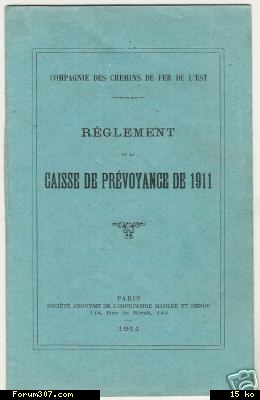 COMPAGNIE DES CHEMINS DE FER DE L'EST
RÈGLEMENT
DE LA
CAISSE DE PRÉVOYANCE DE 1911
PARIS
SOCIÉTÉ ANONYME DE L'IMPRIMERIE MAULDE ET RENOU
144, Rue de Rivoli, 144
1911
Forum307.com
15 ko